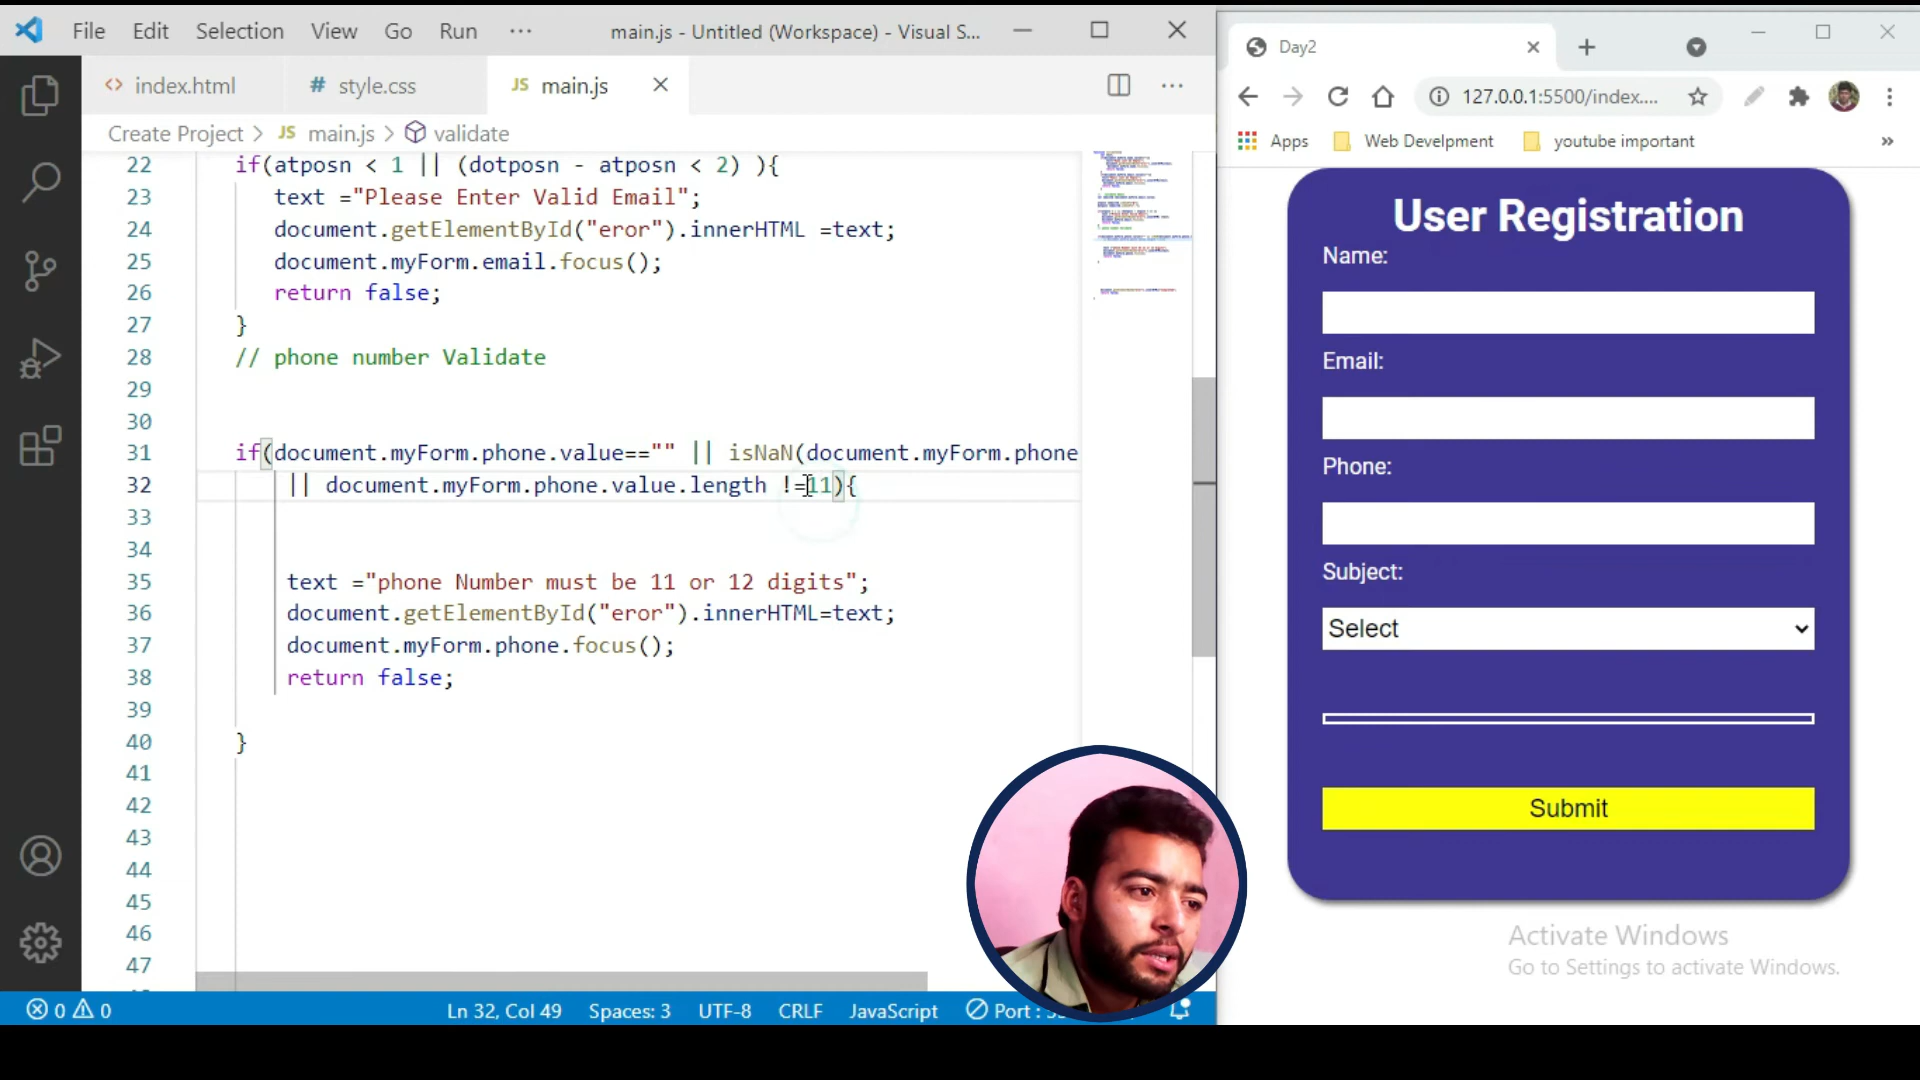 File Edit Selection View Go Run ··· main.js - Untitled (Workspace) - Visual S...
<> index.html # style.css JS main.js
Create Project > JS main.js > validate
22 if(atposn < 1 || (dotposn - atposn < 2) ){
23 text ="Please Enter Valid Email";
24 document.getElementById("eror").innerHTML =text;
25 document.myForm.email.focus();
26 return false;
27 }
28 // phone number Validate
29
30
31 if(document.myForm.phone.value=="" || isNaN(document.myForm.phone
32 || document.myForm.phone.value.length !=11){
33
34
35 text ="phone Number must be 11 or 12 digits";
36 document.getElementById("eror").innerHTML=text;
37 document.myForm.phone.focus();
38 return false;
39
40 }
41
42
43
44
45
46
47
0 0 Ln 32, Col 49 Spaces: 3 UTF-8 CRLF JavaScript Port :
Day2
127.0.0.1:5500/index....
Apps Web Develpment youtube important »
User Registration
Name:
Email:
Phone:
Subject:
Select
Submit
Activate Windows
Go to Settings to activate Windows.